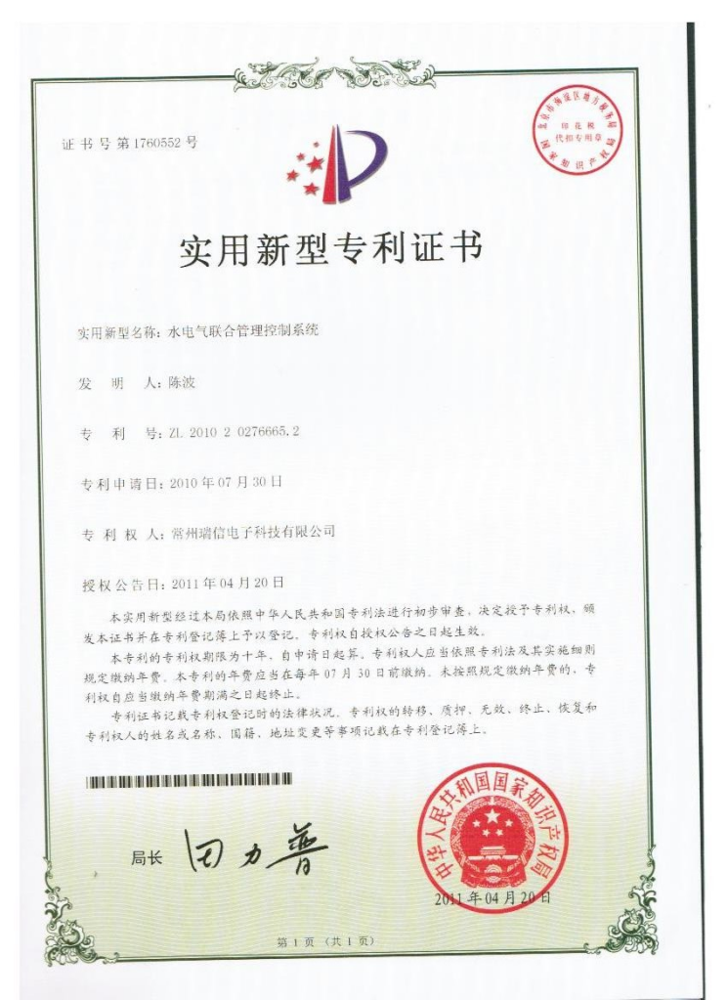 证书号第1760552号
北京市海淀区地方税务局
印花税
代扣专用章
国家知识产权局
实用新型专利证书
实用新型名称：水电气联合管理控制系统
发 明 人：陈波
专 利 号：ZL 2010 2 0276665.2
专利申请日：2010年07月30日
专 利 权 人：常州瑞信电子科技有限公司
授权公告日：2011年04月20日
本实用新型经过本局依照中华人民共和国专利法进行初步审查，决定授予专利权，颁
发本证书并在专利登记簿上予以登记。专利权自授权公告之日起生效。
本专利的专利权期限为十年，自申请日起算。专利权人应当依照专利法及其实施细则
规定缴纳年费。本专利的年费应当在每年07月30日前缴纳。未按照规定缴纳年费的，专
利权自应当缴纳年费期满之日起终止。
专利证书记载专利权登记时的法律状况。专利权的转移、质押、无效、终止、恢复和
专利权人的姓名或名称、国籍、地址变更等事项记载在专利登记簿上。
局长 田力普
中华人民共和国国家知识产权局
2011年04月20日
第 1 页 （共 1 页）